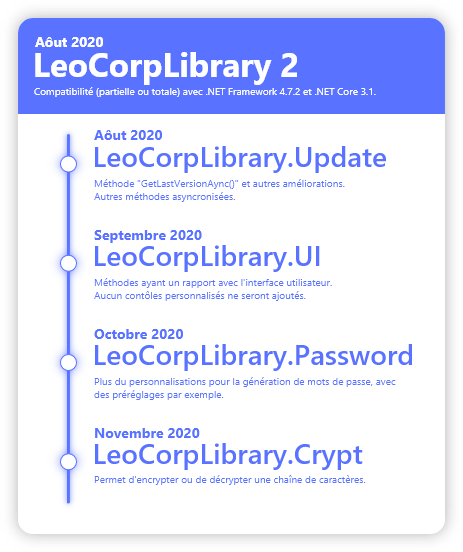 Aôut 2020
LeoCorpLibrary 2
Compatibilité (partielle ou totale) avec .NET Framework 4.7.2 et .NET Core 3.1.
Aôut 2020
LeoCorpLibrary.Update
Méthode "GetLastVersionAync()" et autres améliorations.
Autres méthodes asyncronisées.
Septembre 2020
LeoCorpLibrary.UI
Méthodes ayant un rapport avec l'interface utilisateur.
Aucun contôles personnalisés ne seront ajoutés.
Octobre 2020
LeoCorpLibrary.Password
Plus du personnalisations pour la génération de mots de passe, avec
des préréglages par exemple.
Novembre 2020
LeoCorpLibrary.Crypt
Permet d'encrypter ou de décrypter une chaîne de caractères.